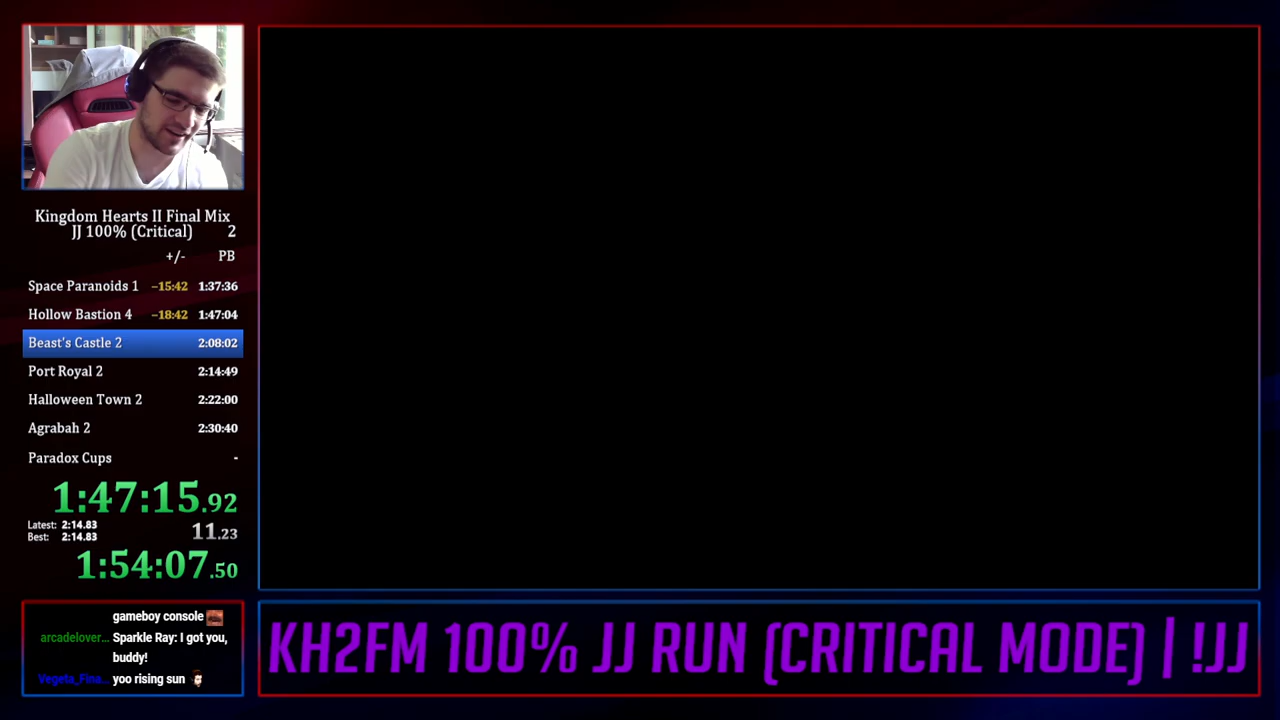 Kingdom Hearts II Final Mix
JJ 100% (Critical) 2
+/- PB
Space Paranoids 1 −15:42 1:37:36
Hollow Bastion 4 −18:42 1:47:04
Beast's Castle 2 2:08:02
Port Royal 2 2:14:49
Halloween Town 2 2:22:00
Agrabah 2 2:30:40
Paradox Cups -
1:47:15.92
Latest: 2:14.83
Best: 2:14.83
11.23
1:54:07.50
gameboy console
arcadelover... Sparkle Ray: I got you,
buddy!
Vegeta_Fina... yoo rising sun
KH2FM 100% JJ RUN (CRITICAL MODE) | !JJ